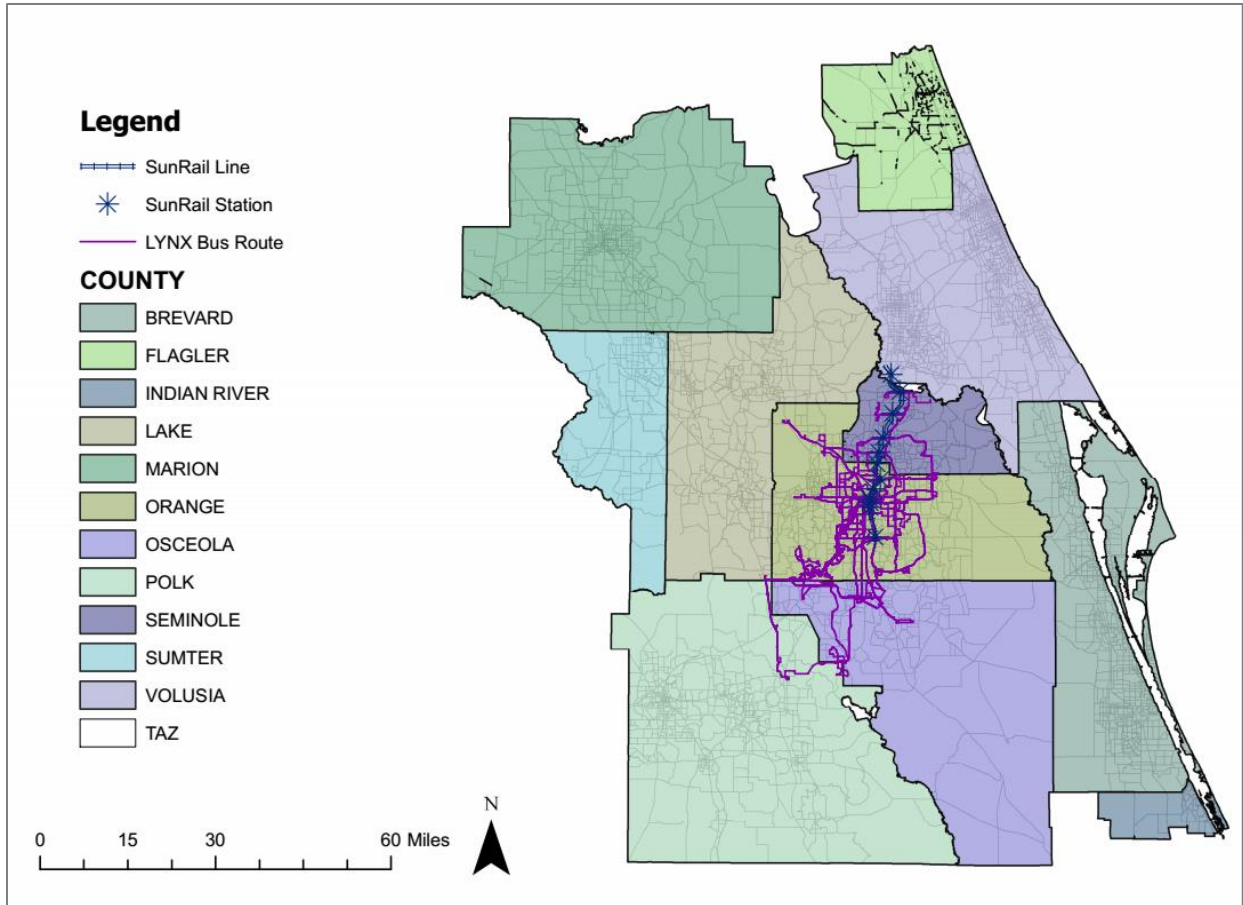 Legend
SunRail Line
SunRail Station
LYNX Bus Route
COUNTY
BREVARD
FLAGLER
INDIAN RIVER
LAKE
MARION
ORANGE
OSCEOLA
POLK
SEMINOLE
SUMTER
VOLUSIA
TAZ
0 15 30 60 Miles
N